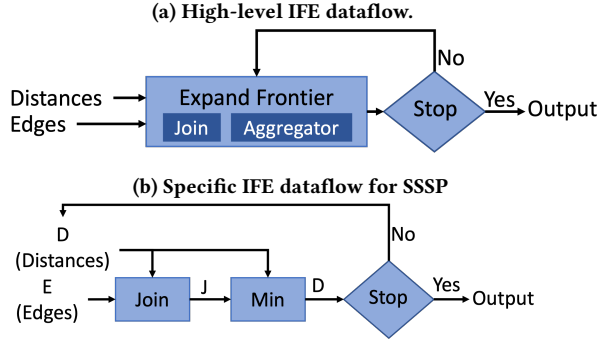 (a) High-level IFE dataflow.
No
Distances
Expand Frontier
Stop
Yes
Output
Edges
Join
Aggregator
(b) Specific IFE dataflow for SSSP
D
(Distances)
No
E
(Edges)
Join
J
Min
D
Stop
Yes
Output